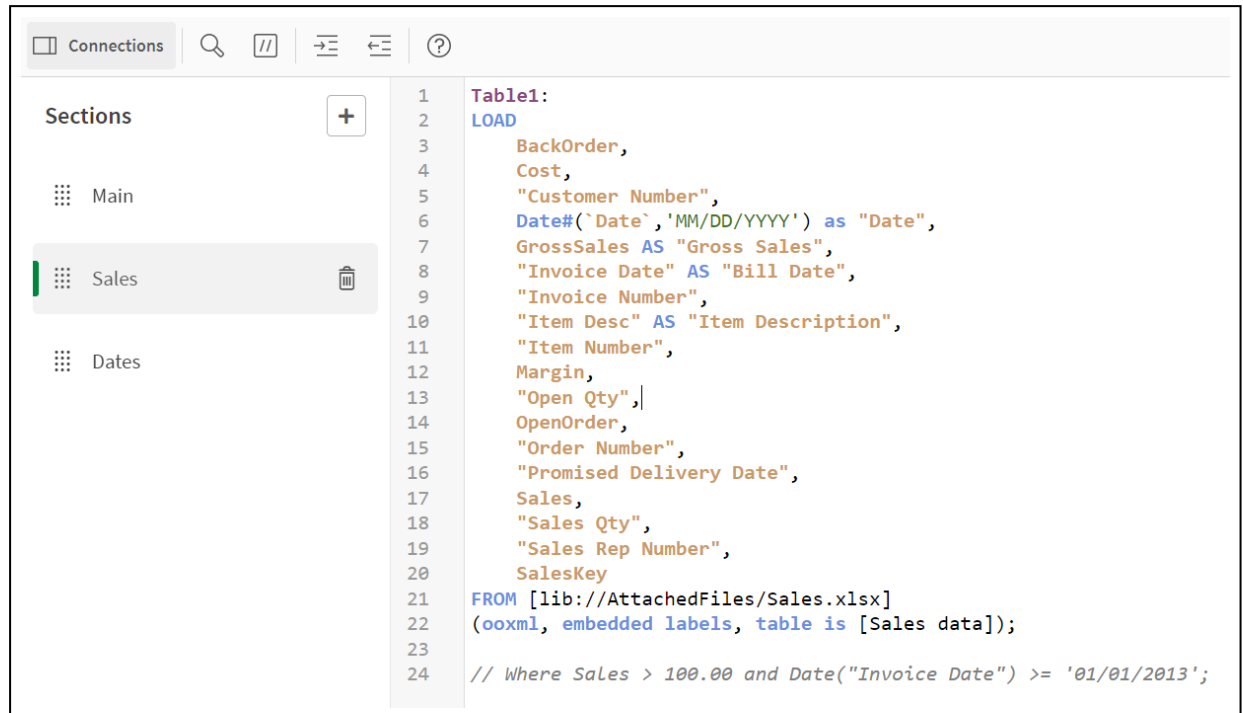 Connections
Sections
+
Main
Sales
Dates
1 Table1:
2 LOAD
3 BackOrder,
4 Cost,
5 "Customer Number",
6 Date#(`Date`,'MM/DD/YYYY') as "Date",
7 GrossSales AS "Gross Sales",
8 "Invoice Date" AS "Bill Date",
9 "Invoice Number",
10 "Item Desc" AS "Item Description",
11 "Item Number",
12 Margin,
13 "Open Qty",
14 OpenOrder,
15 "Order Number",
16 "Promised Delivery Date",
17 Sales,
18 "Sales Qty",
19 "Sales Rep Number",
20 SalesKey
21 FROM [lib://AttachedFiles/Sales.xlsx]
22 (ooxml, embedded labels, table is [Sales data]);
23
24 // Where Sales > 100.00 and Date("Invoice Date") >= '01/01/2013';